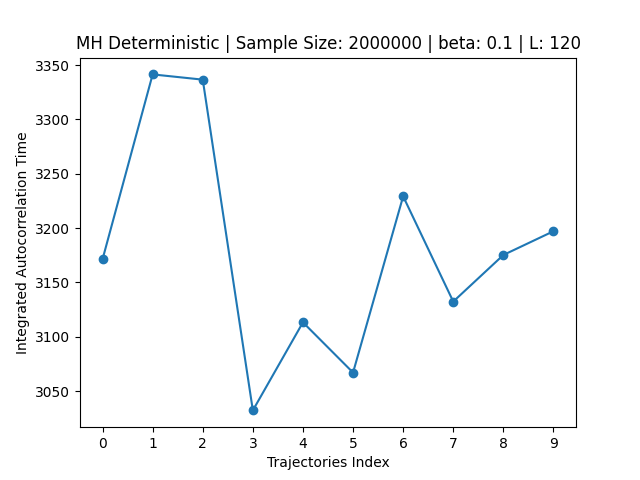 MH Deterministic | Sample Size: 2000000 | beta: 0.1 | L: 120
Integrated Autocorrelation Time
3350
3300
3250
3200
3150
3100
3050
0 1 2 3 4 5 6 7 8 9
Trajectories Index